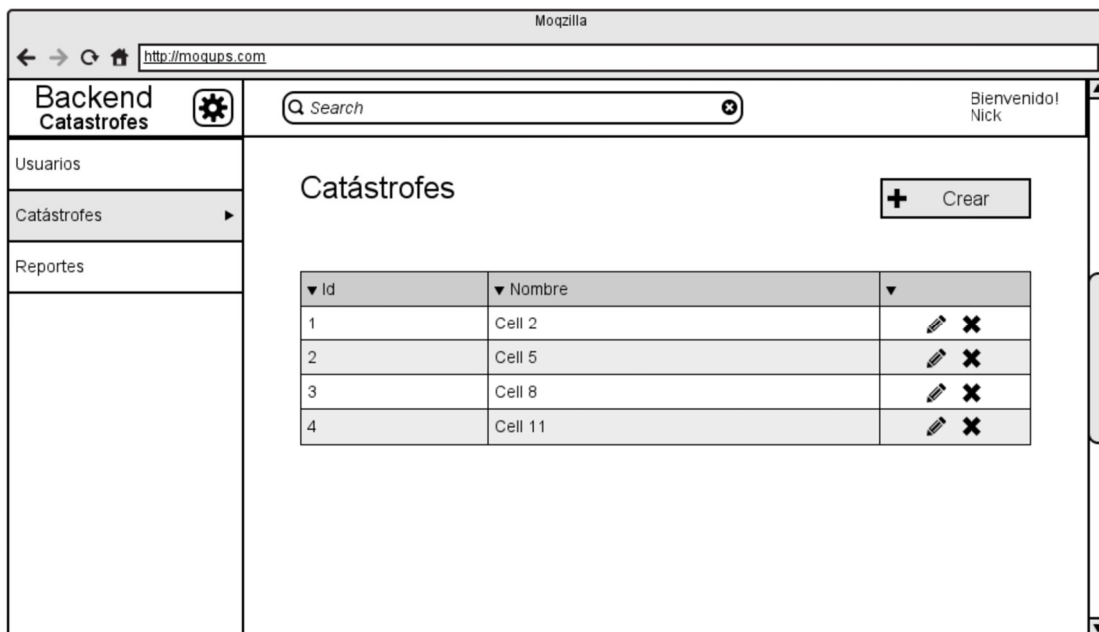 Moqzilla
http://moqups.com
Backend
Catastrofes
Search
Bienvenido!
Nick
Usuarios
Catástrofes
Reportes
Catástrofes
Crear
Id Nombre
1 Cell 2
2 Cell 5
3 Cell 8
4 Cell 11